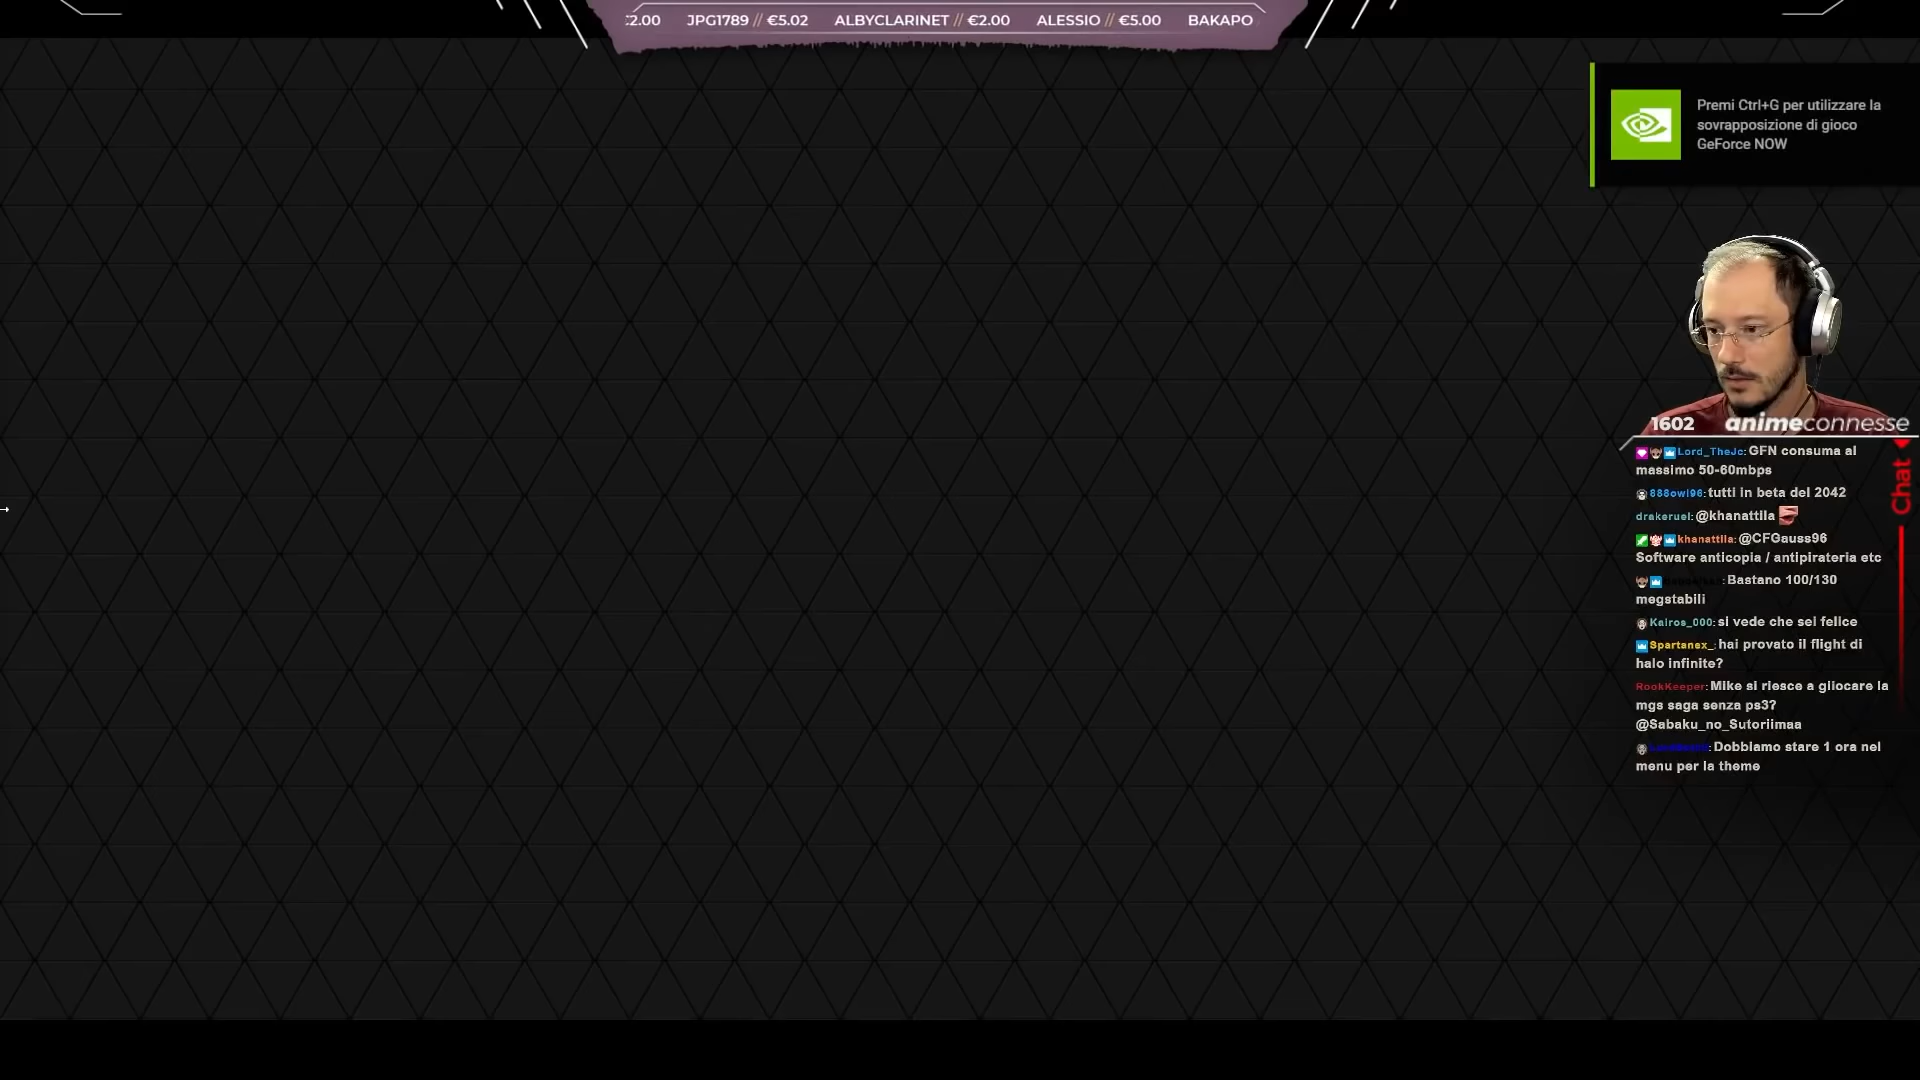 2.00 JPG1789 // €5.02 ALBYCLARINET // €2.00 ALESSIO // €5.00 BAKAPO
Premi Ctrl+G per utilizzare la
sovrapposizione di gioco
GeForce NOW
1602 animeconnesse
Chat
Lord_TheJc: GFN consuma al
massimo 50-60mbps
888owl96: tutti in beta del 2042
drakeruel: @khanattila
khanattila: @CFGauss96
Software anticopia / antipirateria etc
: Bastano 100/130
megstabili
Kairos_000: si vede che sei felice
Spartanex_: hai provato il flight di
halo infinite?
RookKeeper: Mike si riesce a gliocare la
mgs saga senza ps3?
@Sabaku_no_Sutoriimaa
: Dobbiamo stare 1 ora nel
menu per la theme